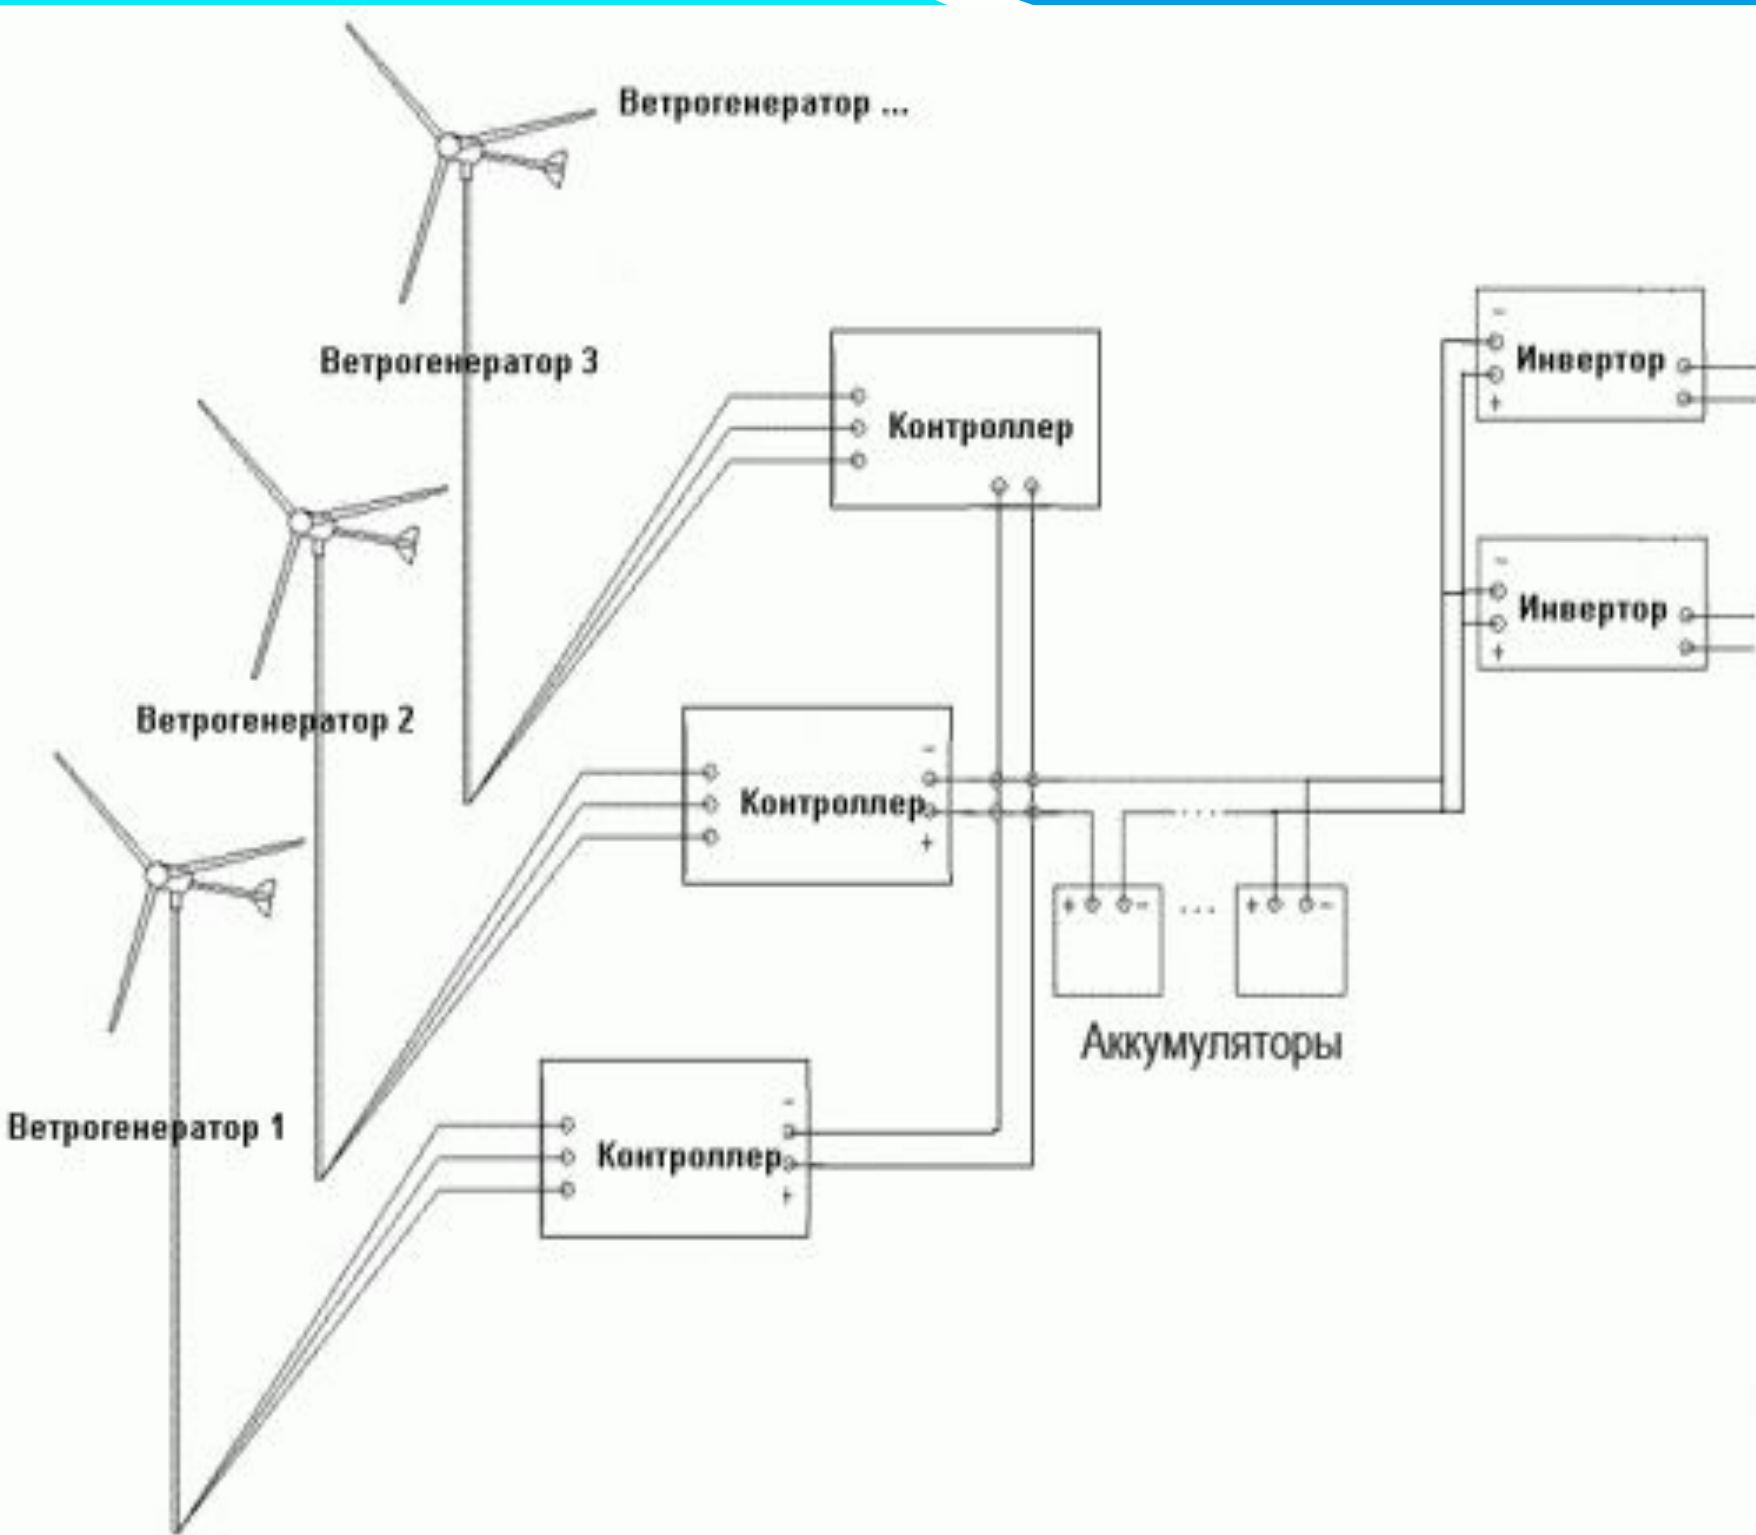 Ветрогенератор ...
Ветрогенератор 3
Контроллер
-
Инвертор
+
-
Инвертор
+
Ветрогенератор 2
-
Контроллер
+
...
+ - ... + -
Аккумуляторы
Ветрогенератор 1
-
Контроллер
+